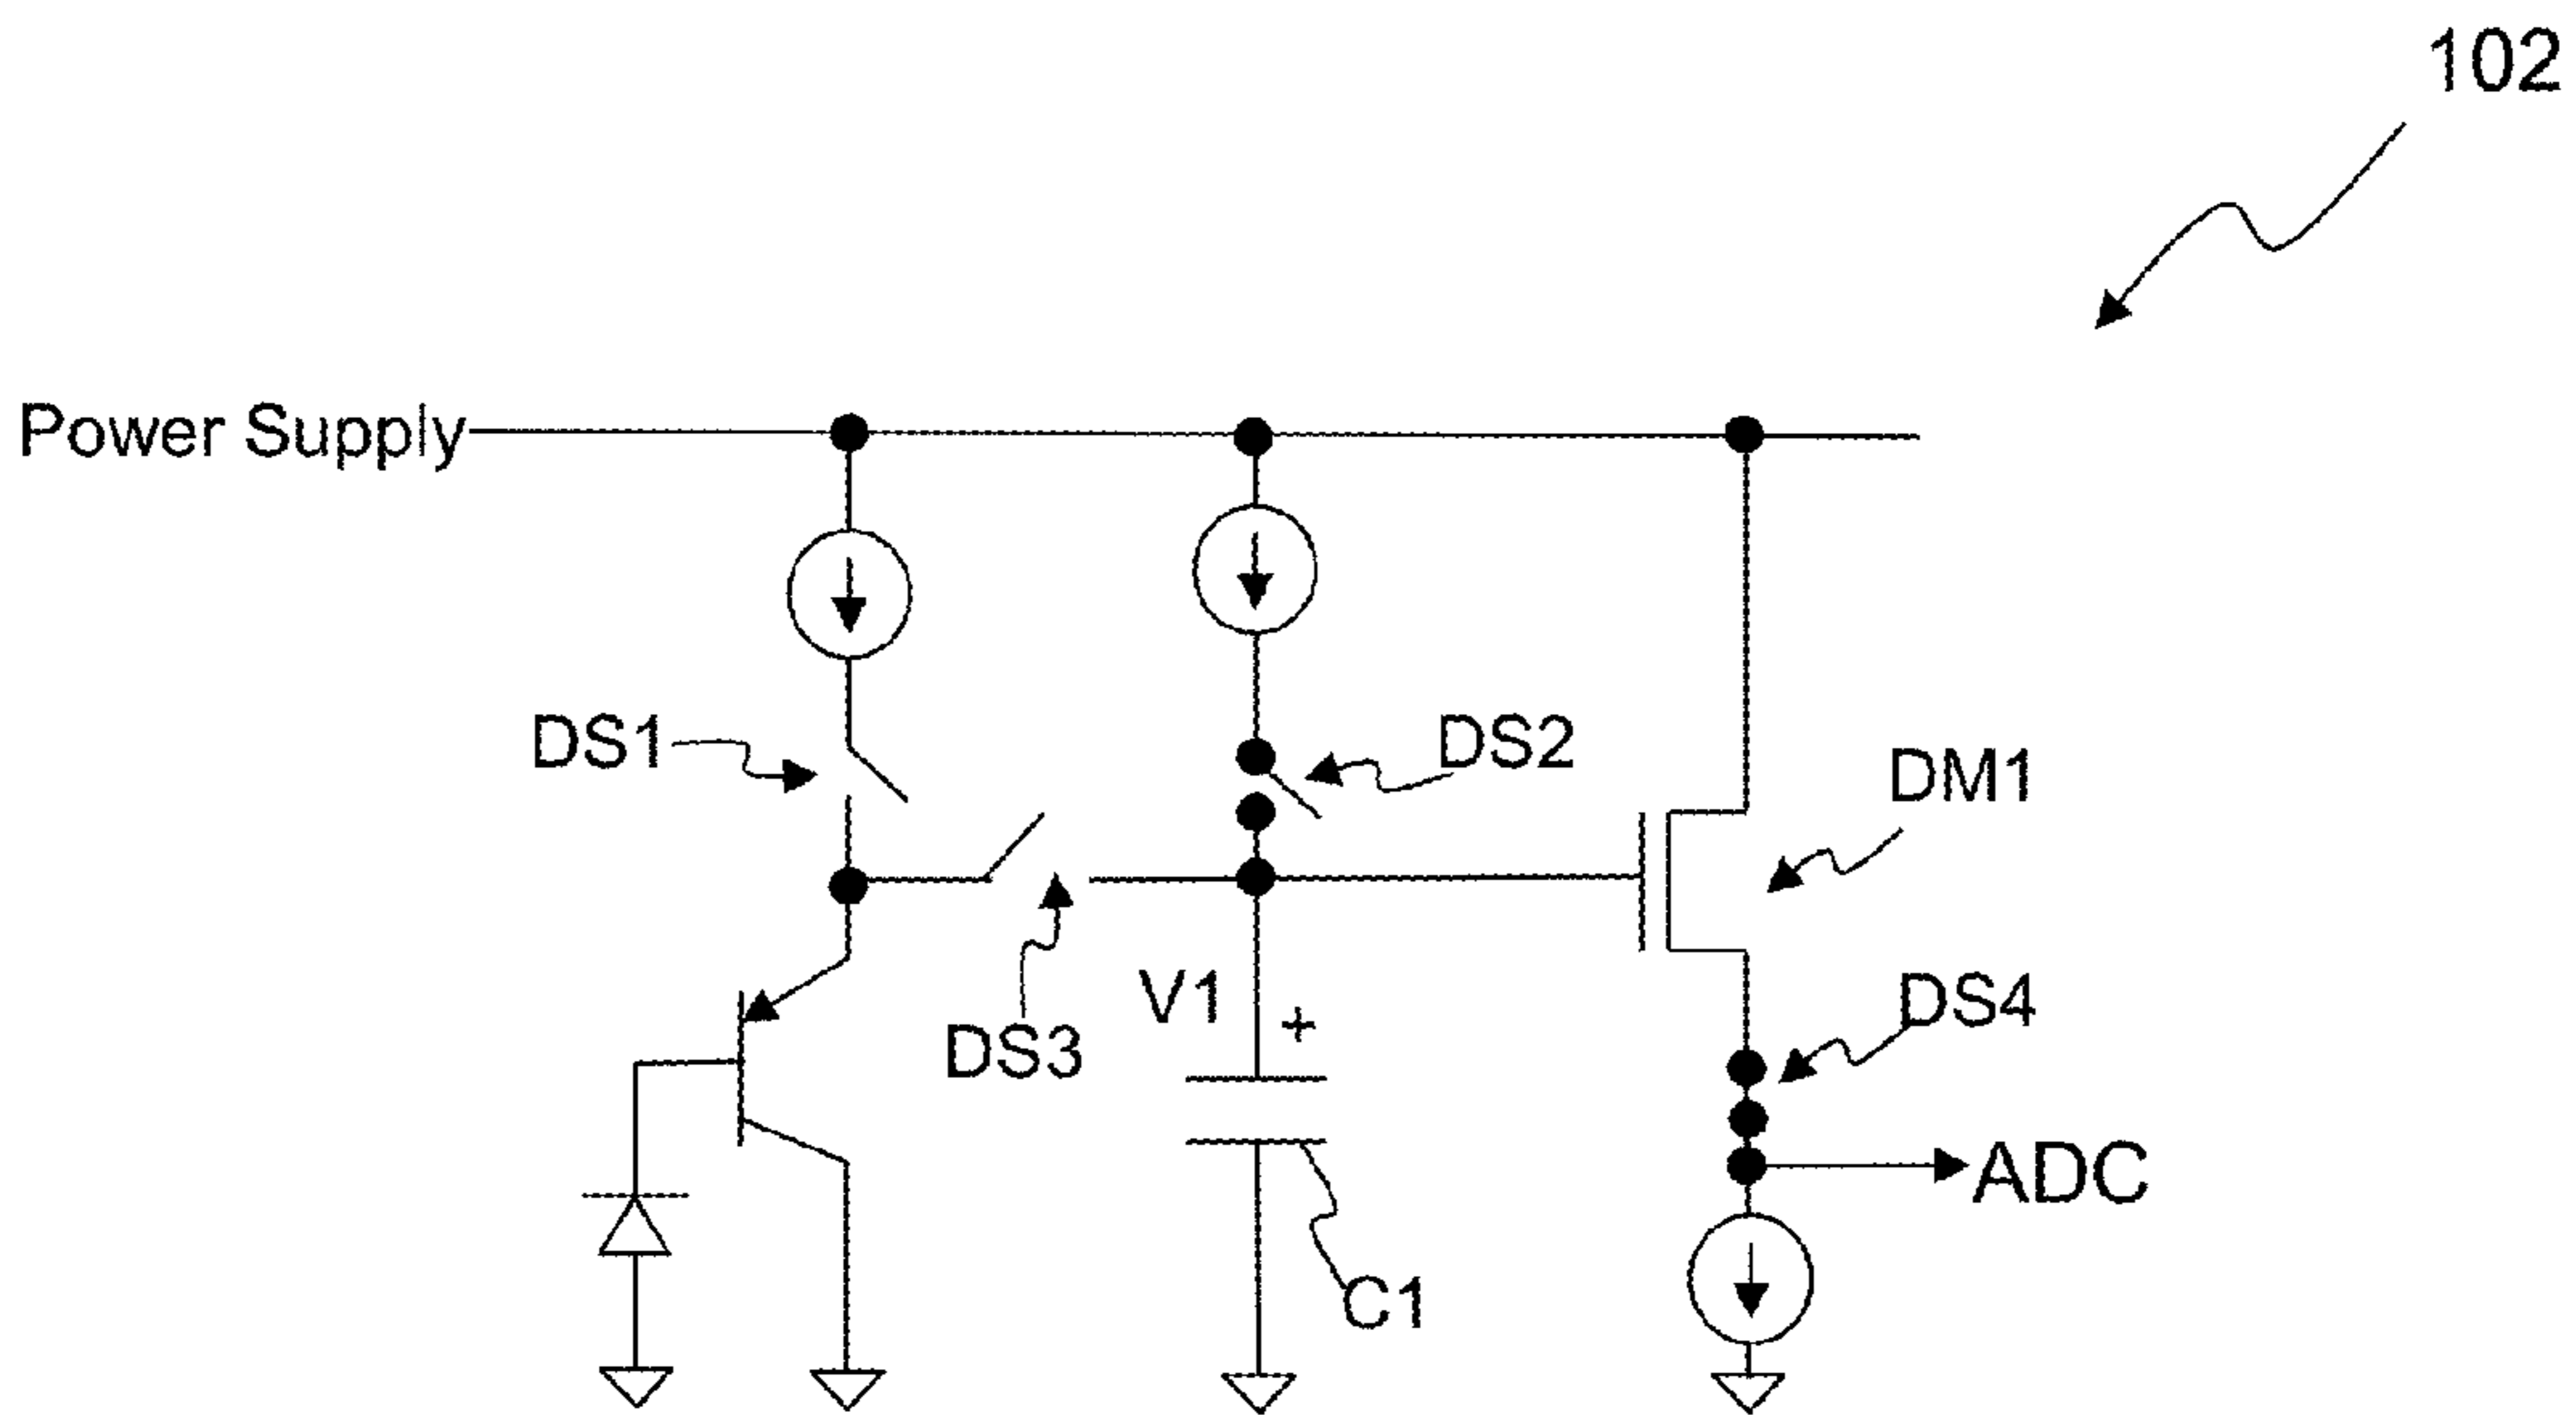 102
Power Supply
DS1
DS2
DM1
V1
+
DS4
DS3
ADC
C1